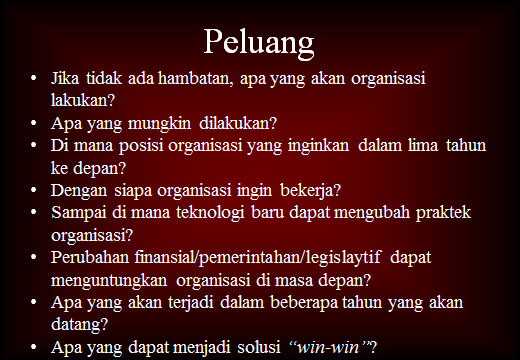 Peluang
• Jika tidak ada hambatan, apa yang akan organisasi
lakukan?
• Apa yang mungkin dilakukan?
• Di mana posisi organisasi yang inginkan dalam lima tahun
ke depan?
• Dengan siapa organisasi ingin bekerja?
• Sampai di mana teknologi baru dapat mengubah praktek
organisasi?
• Perubahan finansial/pemerintahan/legislaytif dapat
menguntungkan organisasi di masa depan?
• Apa yang akan terjadi dalam beberapa tahun yang akan
datang?
• Apa yang dapat menjadi solusi “win-win”?